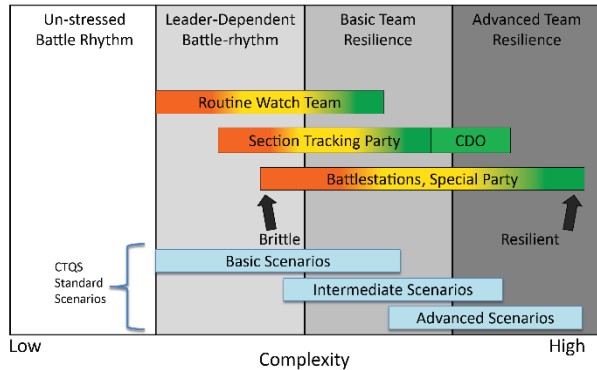 Un-stressed
Battle Rhythm
Leader-Dependent
Battle-rhythm
Basic Team
Resilience
Advanced Team
Resilience
Routine Watch Team
Section Tracking Party
CDO
Battlestations, Special Party
Brittle
Resilient
CTQS
Standard
Scenarios
Basic Scenarios
Intermediate Scenarios
Advanced Scenarios
Low
High
Complexity